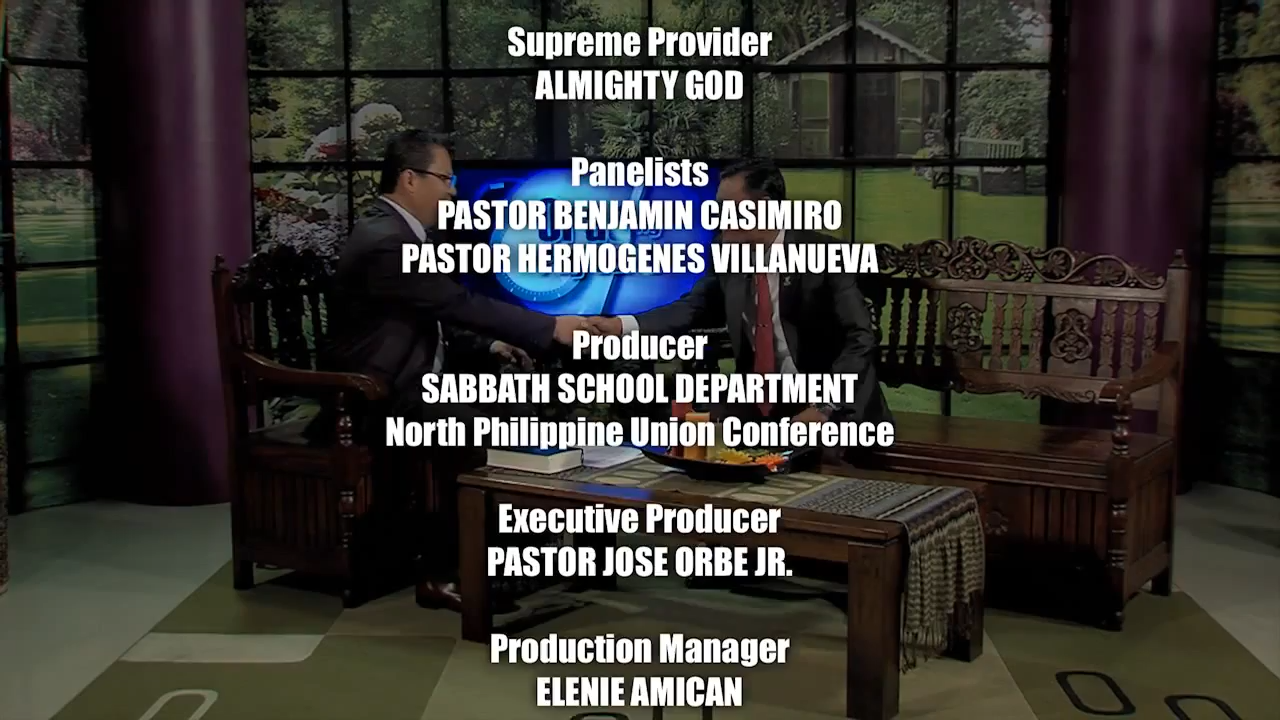 Supreme Provider
ALMIGHTY GOD
Panelists
PASTOR BENJAMIN CASIMIRO
PASTOR HERMOGENES VILLANUEVA
Producer
SABBATH SCHOOL DEPARTMENT
North Philippine Union Conference
Executive Producer
PASTOR JOSE ORBE JR.
Production Manager
ELENIE AMICAN